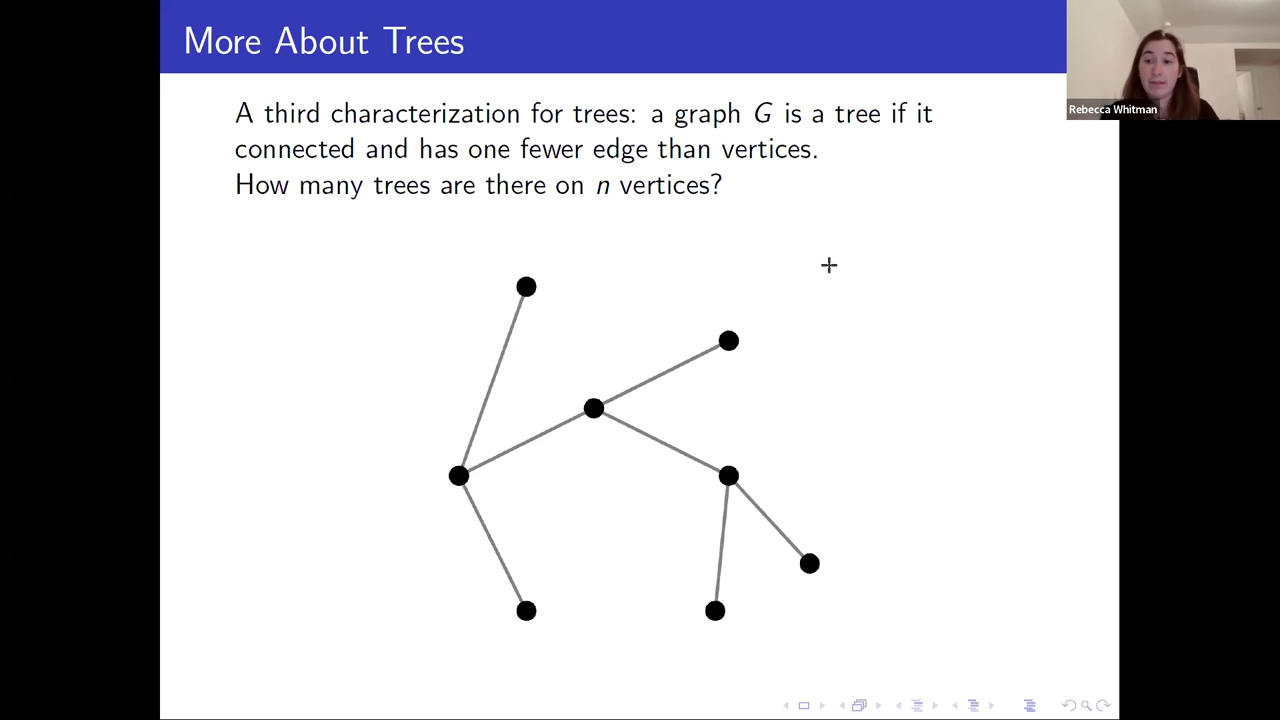 More About Trees
Rebecca Whitman
A third characterization for trees: a graph G is a tree if it
connected and has one fewer edge than vertices.
How many trees are there on n vertices?